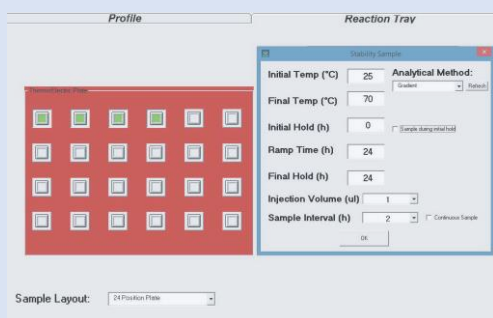 Profile
Reaction Tray
Stability Sample
Initial Temp (°C) 25
Analytical Method:
Gradient
Refresh
Final Temp (°C) 70
Initial Hold (h) 0
Sample during initial hold
Ramp Time (h) 24
Final Hold (h) 24
Injection Volume (ul) 1
Sample Interval (h) 2
Continuous Sample
OK
Sample Layout: 24 Position Plate